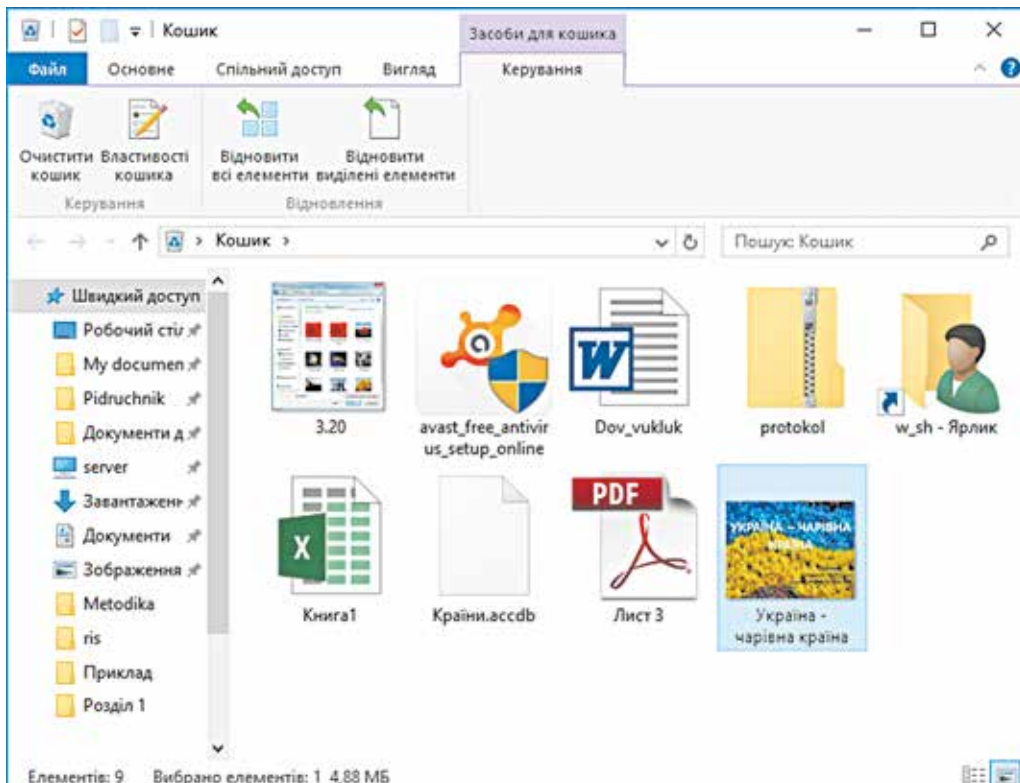 Кошик
Засоби для кошика
Файл Основне Спільний доступ Вигляд Керування
Очистити кошик
Властивості кошика
Відновити всі елементи
Відновити виділені елементи
Керування
Відновлення
Кошик
Пошук: Кошик
Швидкий доступ
Робочий стіл
My documen
Pidruchnik
Документи д
server
Завантажен
Документи
Зображення
Metodika
ris
Приклад
Розділ 1
3.20
avast_free_antivir
us_setup_online
Dov_vukluk
protokol
w_sh - Ярлик
Книга1
Країни.accdb
PDF
Лист 3
УКРАЇНА – ЧАРІВНА
КРАЇНА
Україна -
чарівна країна
Елементів: 9 Вибрано елементів: 1 4,88 МБ